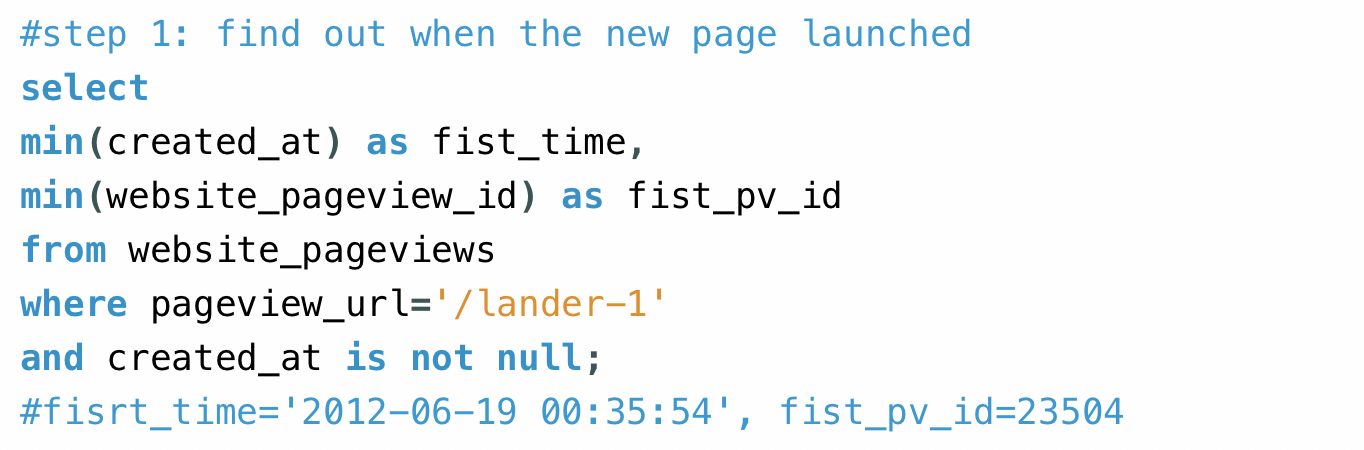 #step 1: find out when the new page launched
select
min(created_at) as fist_time,
min(website_pageview_id) as fist_pv_id
from website_pageviews
where pageview_url='/lander-1'
and created_at is not null;
#fisrt_time='2012-06-19 00:35:54', fist_pv_id=23504